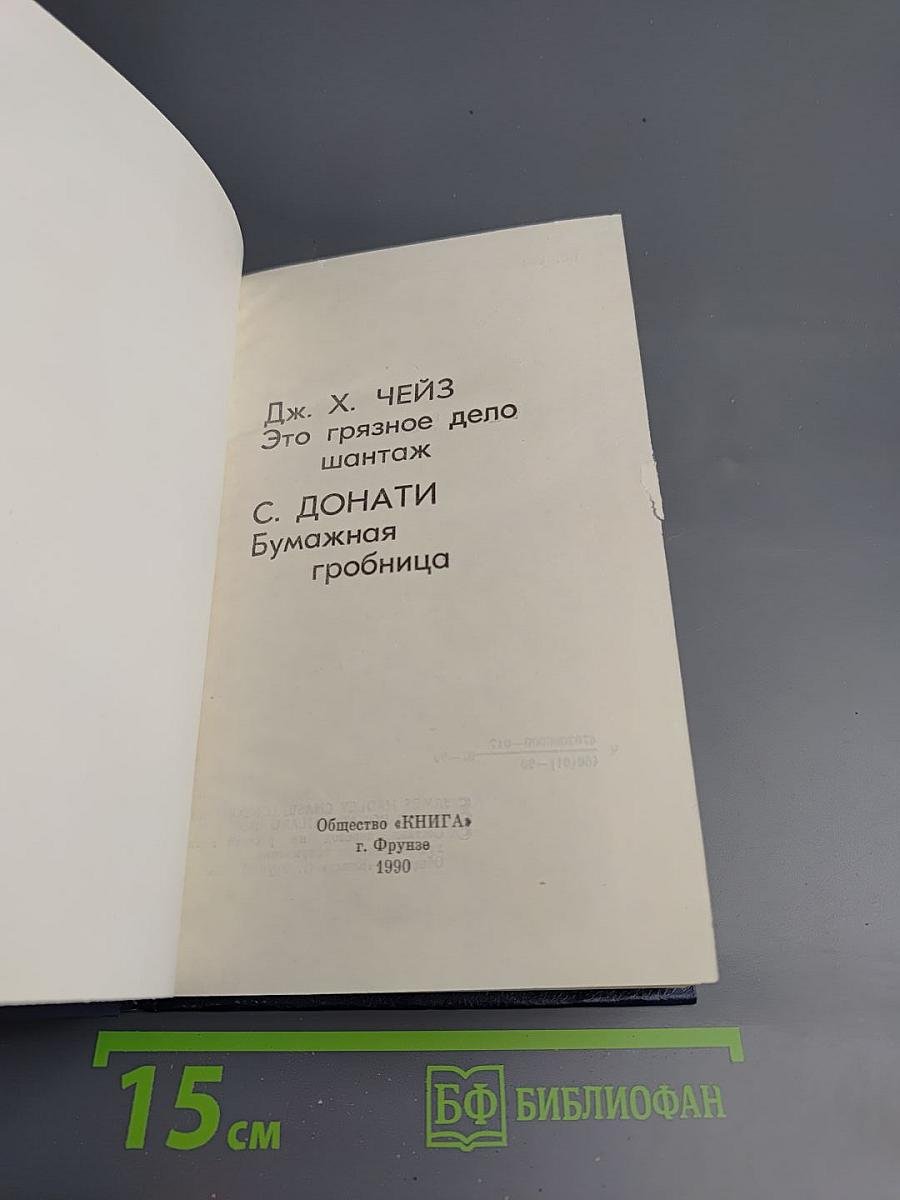 Дж. Х. ЧЕЙЗ
Это грязное дело
шантаж
С. ДОНАТИ
Бумажная
гробница
Общество «КНИГА»
г. Фрунзе
1990
15 см
БФ БИБЛИОФАН